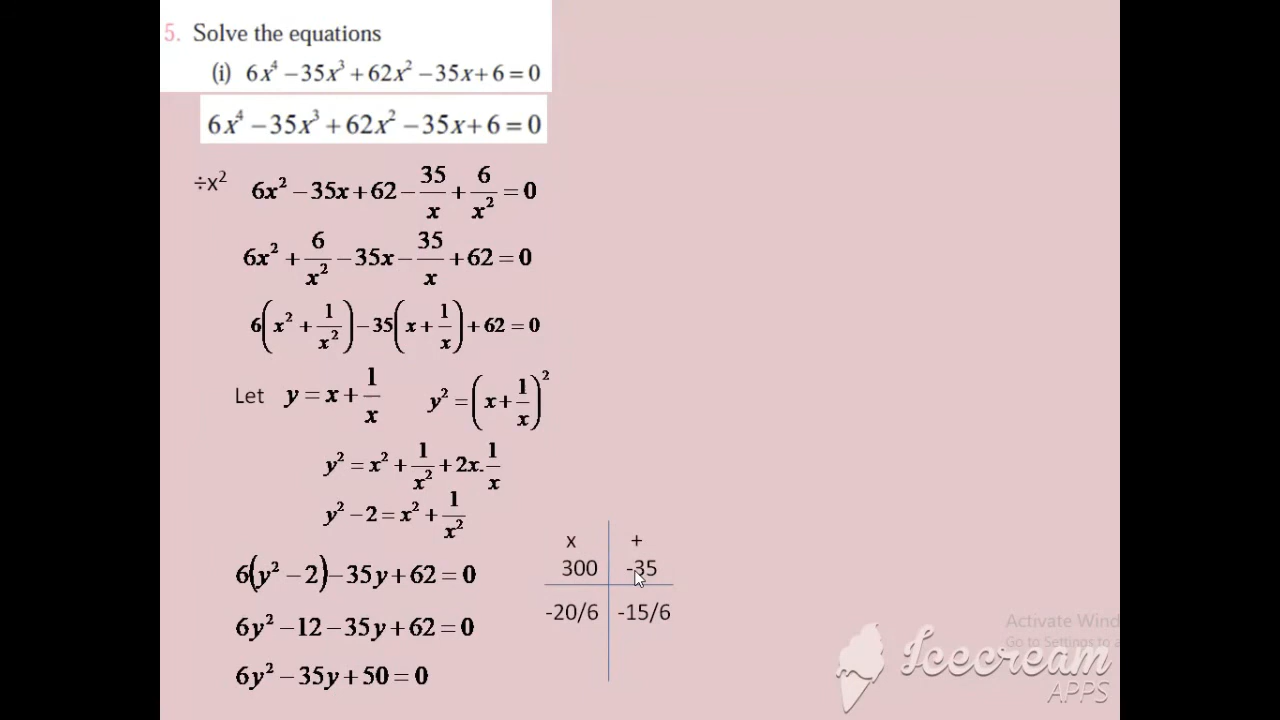 5. Solve the equations
(i) 6x⁴ − 35x³ + 62x² − 35x + 6 = 0
6x⁴ − 35x³ + 62x² − 35x + 6 = 0
÷x² 6x² − 35x + 62 − 35/x + 6/x² = 0
6x² + 6/x² − 35x − 35/x + 62 = 0
6(x² + 1/x²) − 35(x + 1/x) + 62 = 0
Let y = x + 1/x y² = (x + 1/x)²
y² = x² + 1/x² + 2x.1/x
y² − 2 = x² + 1/x²
6(y² − 2) − 35y + 62 = 0
6y² − 12 − 35y + 62 = 0
6y² − 35y + 50 = 0
x +
300 -35
-20/6 -15/6
Activate Wind
Go to Settings to a
Icecream
APPS